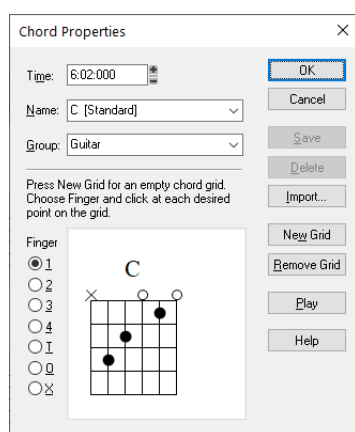 Chord Properties
Time: 6:02:000
Name: C [Standard]
Group: Guitar
Press New Grid for an empty chord grid.
Choose Finger and click at each desired
point on the grid.
Finger
1
2
3
4
T
O
X
C
X O O
OK
Cancel
Save
Delete
Import...
New Grid
Remove Grid
Play
Help